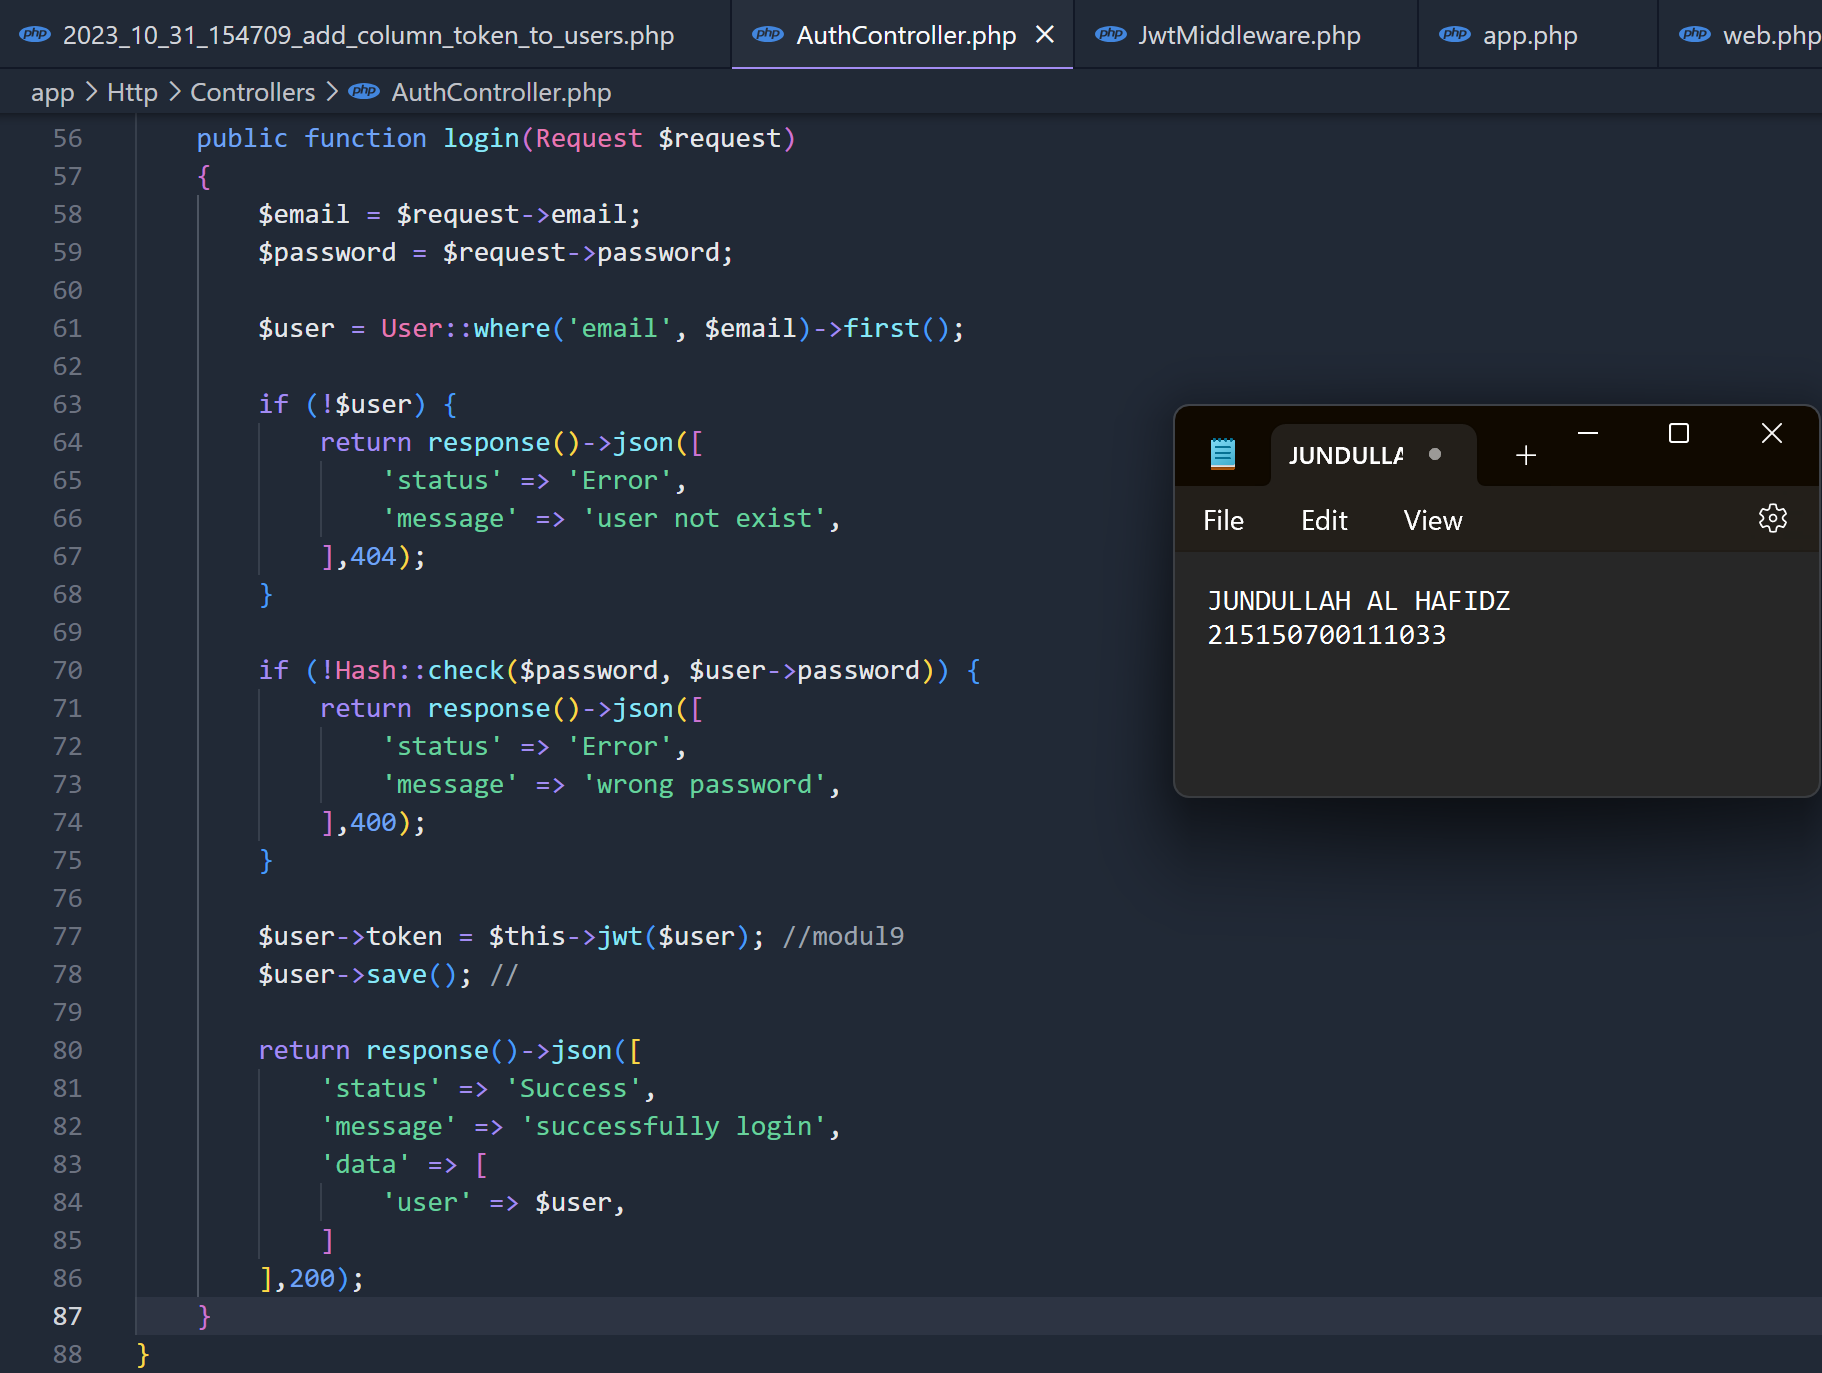 php 2023_10_31_154709_add_column_token_to_users.php php AuthController.php php JwtMiddleware.php php app.php php web.php
app > Http > Controllers > php AuthController.php
56 public function login(Request $request)
57 {
58 $email = $request->email;
59 $password = $request->password;
60
61 $user = User::where('email', $email)->first();
62
63 if (!$user) {
64 return response()->json([
65 'status' => 'Error',
66 'message' => 'user not exist',
67 ],404);
68 }
69
70 if (!Hash::check($password, $user->password)) {
71 return response()->json([
72 'status' => 'Error',
73 'message' => 'wrong password',
74 ],400);
75 }
76
77 $user->token = $this->jwt($user); //modul9
78 $user->save(); //
79
80 return response()->json([
81 'status' => 'Success',
82 'message' => 'successfully login',
83 'data' => [
84 'user' => $user,
85 ]
86 ],200);
87 }
88 }
JUNDULLA
File Edit View
JUNDULLAH AL HAFIDZ
215150700111033